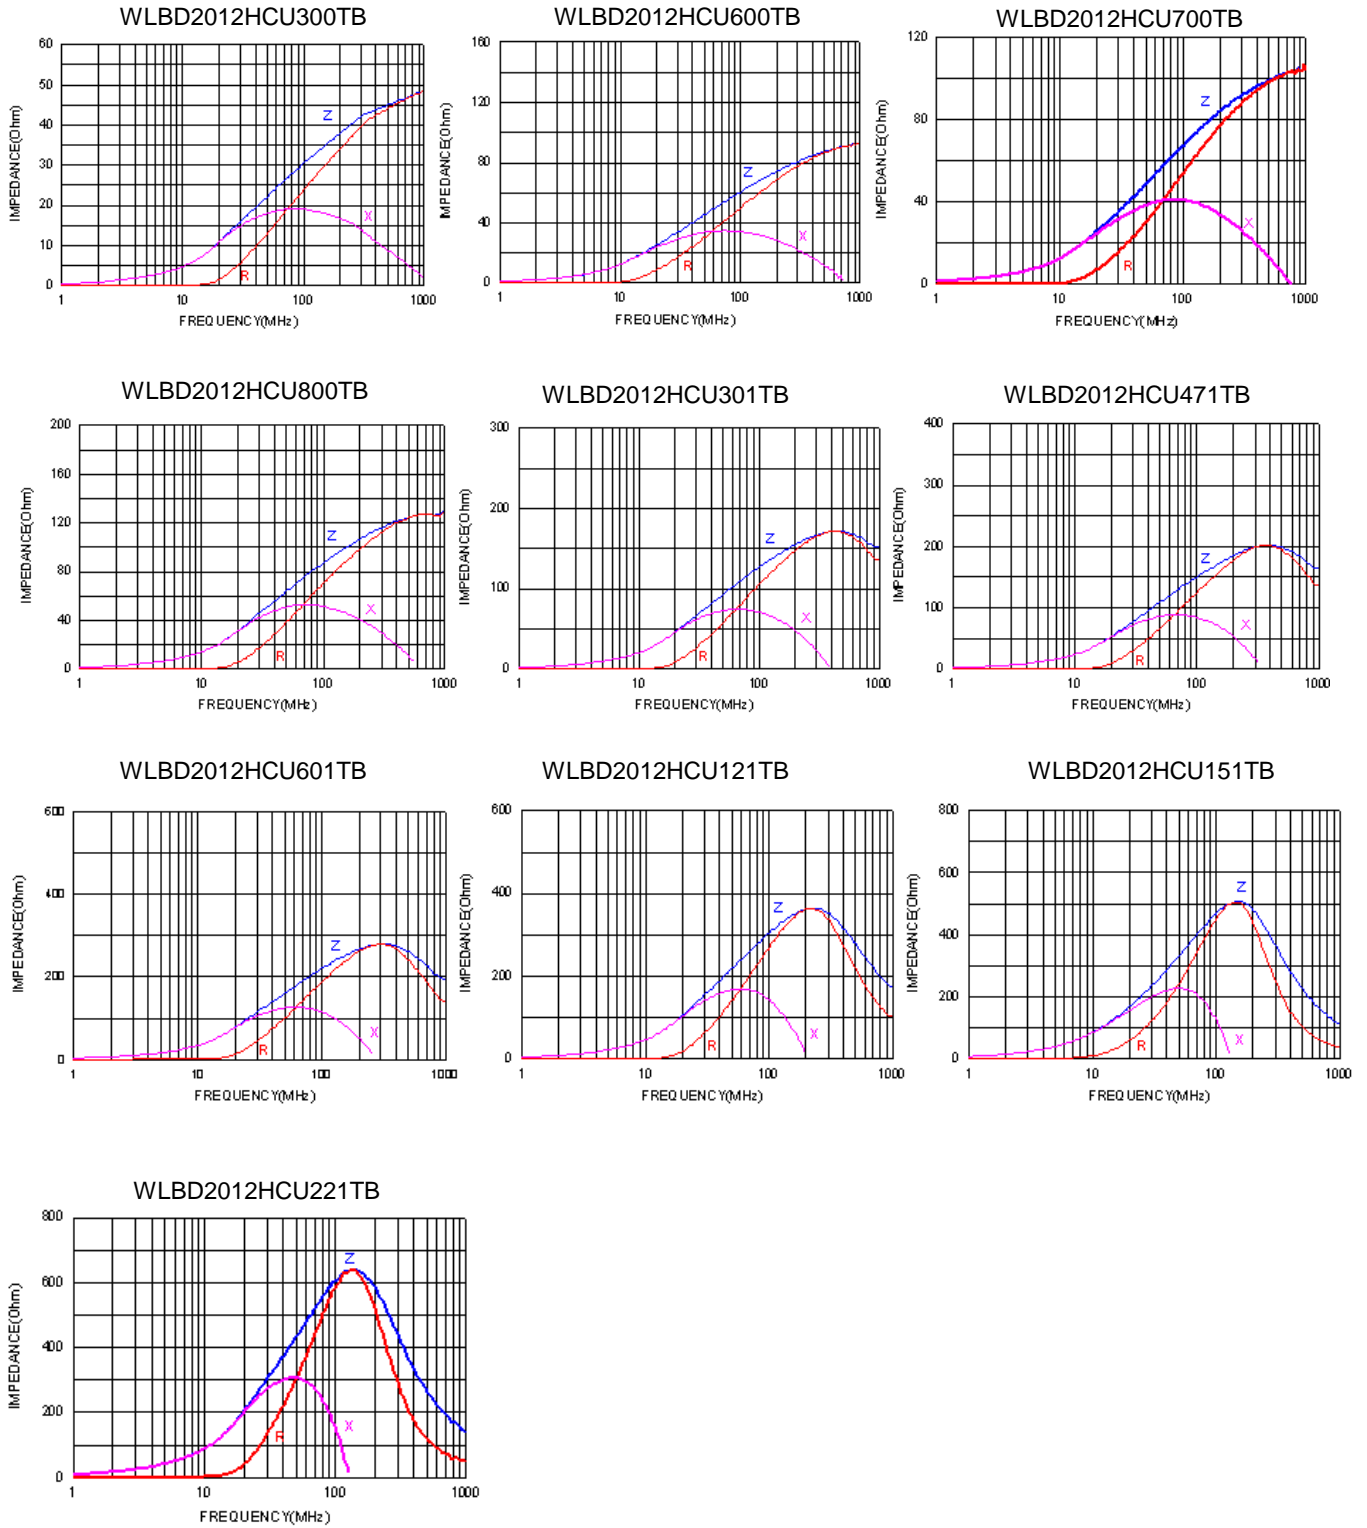 WLBD2012HCU300TB
60
50
40
30
20
10
0
IMPEDANCE(Ohm)
Z
X
R
1
10
100
1000
FREQUENCY(MHz)
WLBD2012HCU600TB
160
120
80
40
0
IMPEDANCE(Ohm)
Z
X
R
1
10
100
1000
FREQUENCY(MHz)
WLBD2012HCU700TB
120
80
40
0
IMPEDANCE(Ohm)
Z
X
R
1
10
100
1000
FREQUENCY(MHz)
WLBD2012HCU800TB
200
160
120
80
40
0
IMPEDANCE(Ohm)
Z
X
R
1
10
100
1000
FREQUENCY(MHz)
WLBD2012HCU301TB
300
200
100
0
IMPEDANCE(Ohm)
Z
X
R
1
10
100
1000
FREQUENCY(MHz)
WLBD2012HCU471TB
400
300
200
100
0
IMPEDANCE(Ohm)
Z
X
R
1
10
100
1000
FREQUENCY(MHz)
WLBD2012HCU601TB
600
400
200
0
IMPEDANCE(Ohm)
Z
X
R
1
10
100
1000
FREQUENCY(MHz)
WLBD2012HCU121TB
600
400
200
0
IMPEDANCE(Ohm)
Z
X
R
1
10
100
1000
FREQUENCY(MHz)
WLBD2012HCU151TB
800
600
400
200
0
IMPEDANCE(Ohm)
Z
X
R
1
10
100
1000
FREQUENCY(MHz)
WLBD2012HCU221TB
800
600
400
200
0
IMPEDANCE(Ohm)
Z
X
R
1
10
100
1000
FREQUENCY(MHz)